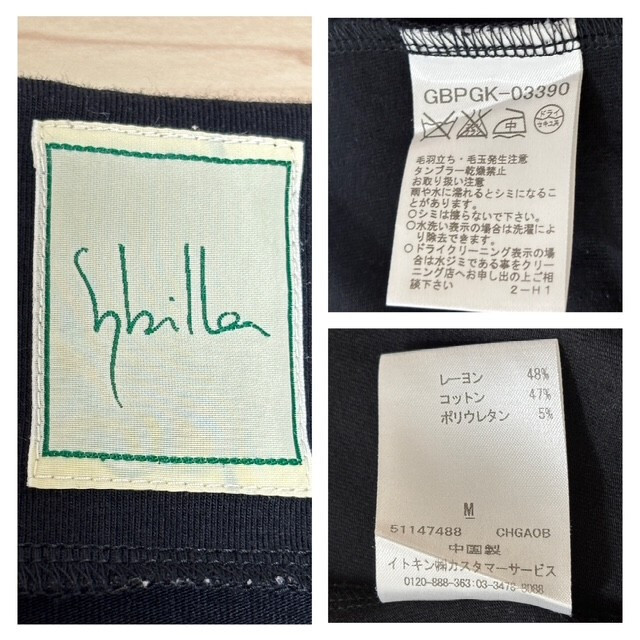 Sybilla
GBPGK-03390
ドライ
セキユ系
毛羽立ち・毛玉発生注意
タンブラー乾燥禁止
お取り扱い注意
雨や水に濡れるとシミになるこ
とがあります。
○シミは擦らないで下さい。
○水洗い表示の場合は洗濯によ
り除去できます。
○ドライクリーニング表示の場
合は水ジミである事をクリー
ニング店へお申し出の上ご相
談下さい
2-H1
レーヨン 48%
コットン 47%
ポリウレタン 5%
M
51147488 CHGAOB
中国製
イトキン㈱カスタマーサービス
0120-888-363:03-3478-8088